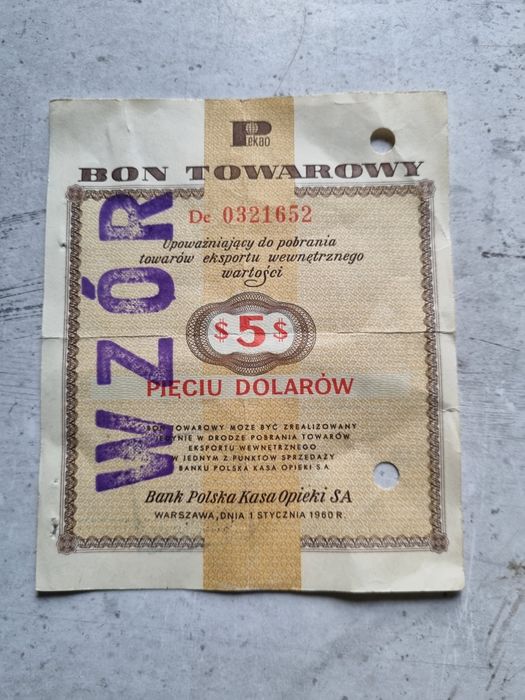 PEKAO
BON TOWAROWY
Dc 0321652
Upoważniający do pobrania
towarów eksportu wewnętrznego
wartości
$ 5 $
PIĘCIU DOLARÓW
BON TOWAROWY MOŻE BYĆ ZREALIZOWANY
JEDYNIE W DRODZE POBRANIA TOWARÓW
EKSPORTU WEWNĘTRZNEGO
W JEDNYM Z PUNKTÓW SPRZEDAŻY
BANKU POLSKA KASA OPIEKI S.A
Bank Polska Kasa Opieki SA
WARSZAWA, DNIA 1 STYCZNIA 1960 R.
WZÓR